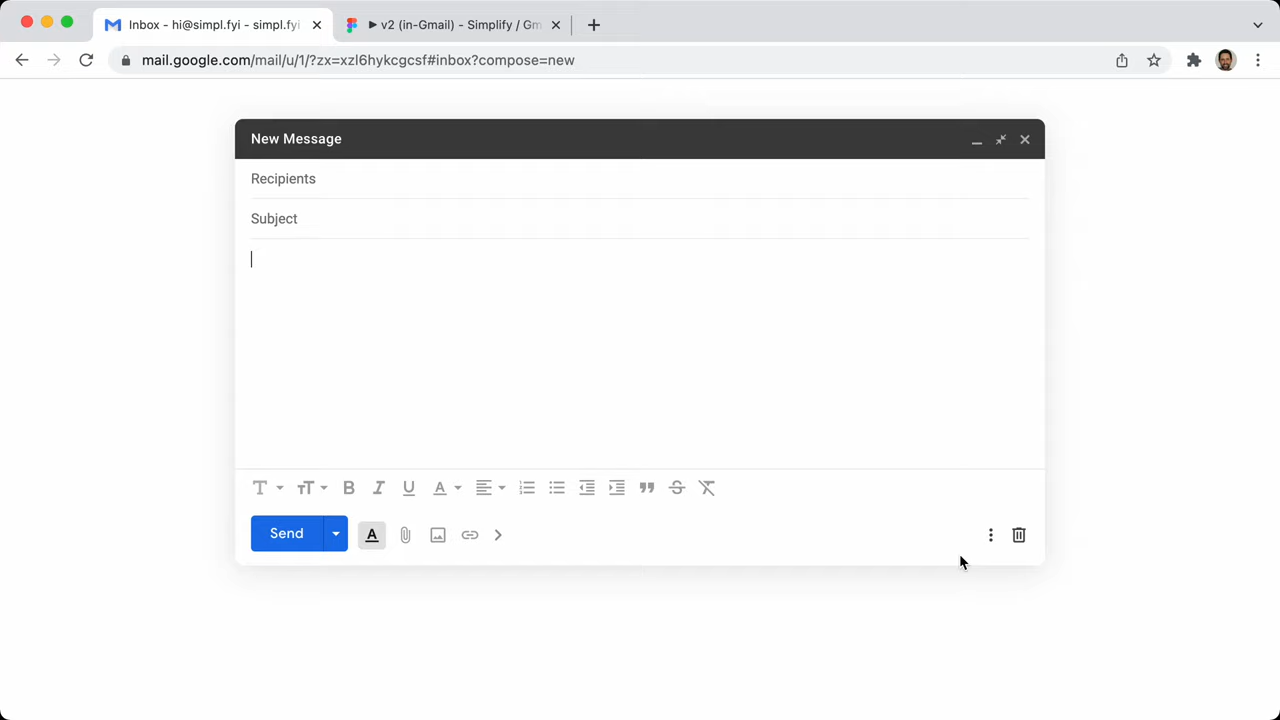 Inbox - hi@simpl.fyi - simpl.fyi
v2 (in-Gmail) - Simplify / Gm
mail.google.com/mail/u/1/?zx=xzl6hykcgcsf#inbox?compose=new
New Message
Recipients
Subject
Send